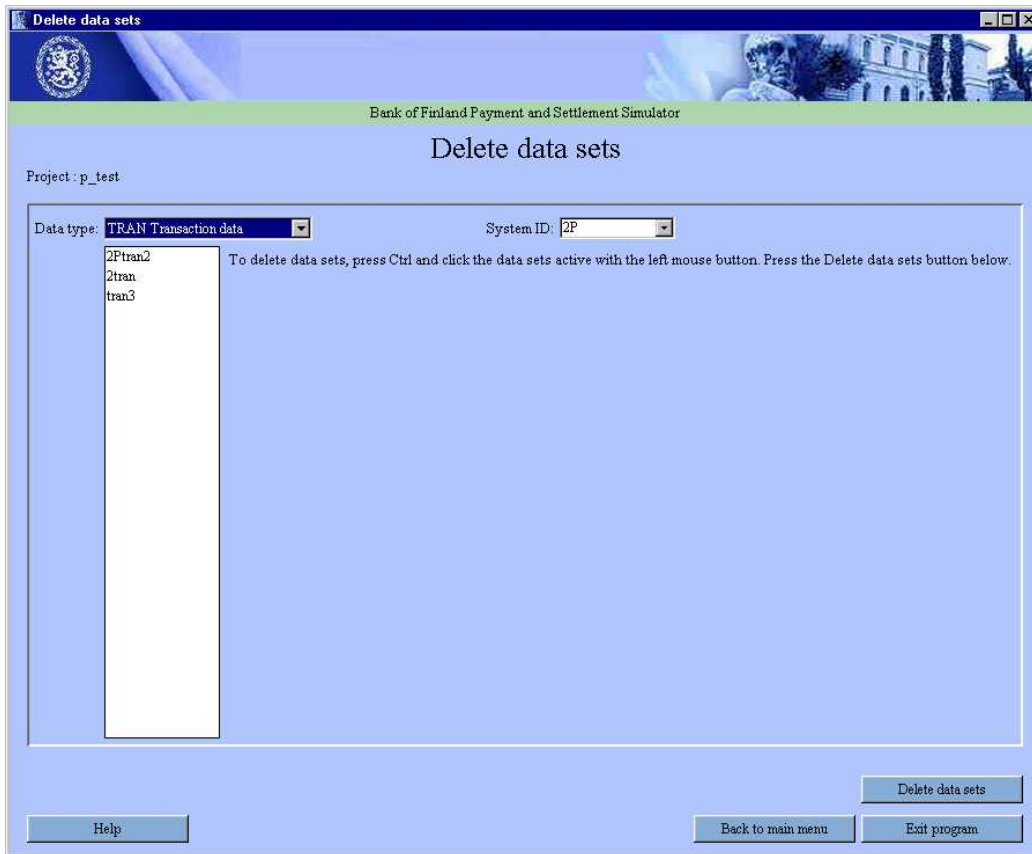 Delete data sets
Bank of Finland Payment and Settlement Simulator
Delete data sets
Project : p_test
Data type: TRAN Transaction data System ID: 2P
2Ptran2
To delete data sets, press Ctrl and click the data sets active with the left mouse button. Press the Delete data sets button below.
2tran
tran3
Delete data sets
Help Back to main menu Exit program